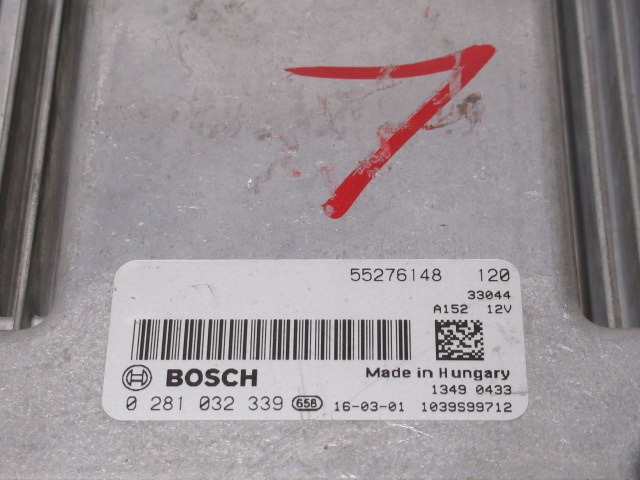 7
55276148 120
33044
A152 12V
BOSCH
Made in Hungary
1349 0433
0 281 032 339 658 16-03-01 1039S99712